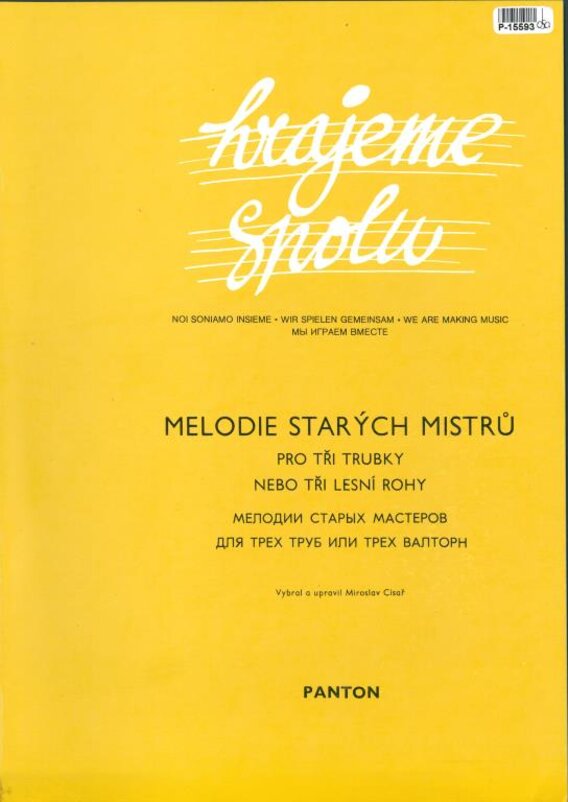 P-15593
hrajeme
spolu
NOI SONIAMO INSIEME • WIR SPIELEN GEMEINSAM • WE ARE MAKING MUSIC
МЫ ИГРАЕМ ВМЕСТЕ
MELODIE STARÝCH MISTRŮ
PRO TŘI TRUBKY
NEBO TŘI LESNÍ ROHY
МЕЛОДИИ СТАРЫХ МАСТЕРОВ
ДЛЯ ТРЕХ ТРУБ ИЛИ ТРЕХ ВАЛТОРН
Vybral a upravil Miroslav Císař
PANTON